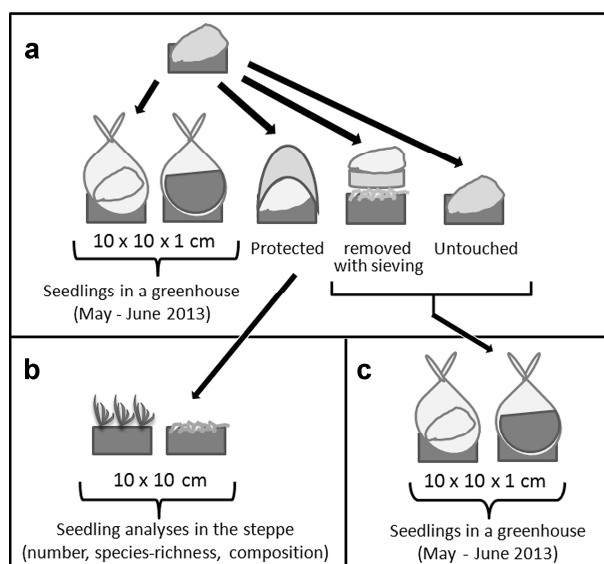 a
10 x 10 x 1 cm
Protected
removed
with sieving
Untouched
Seedlings in a greenhouse
(May - June 2013)
b
10 x 10 cm
Seedling analyses in the steppe
(number, species-richness, composition)
c
10 x 10 x 1 cm
Seedlings in a greenhouse
(May - June 2013)